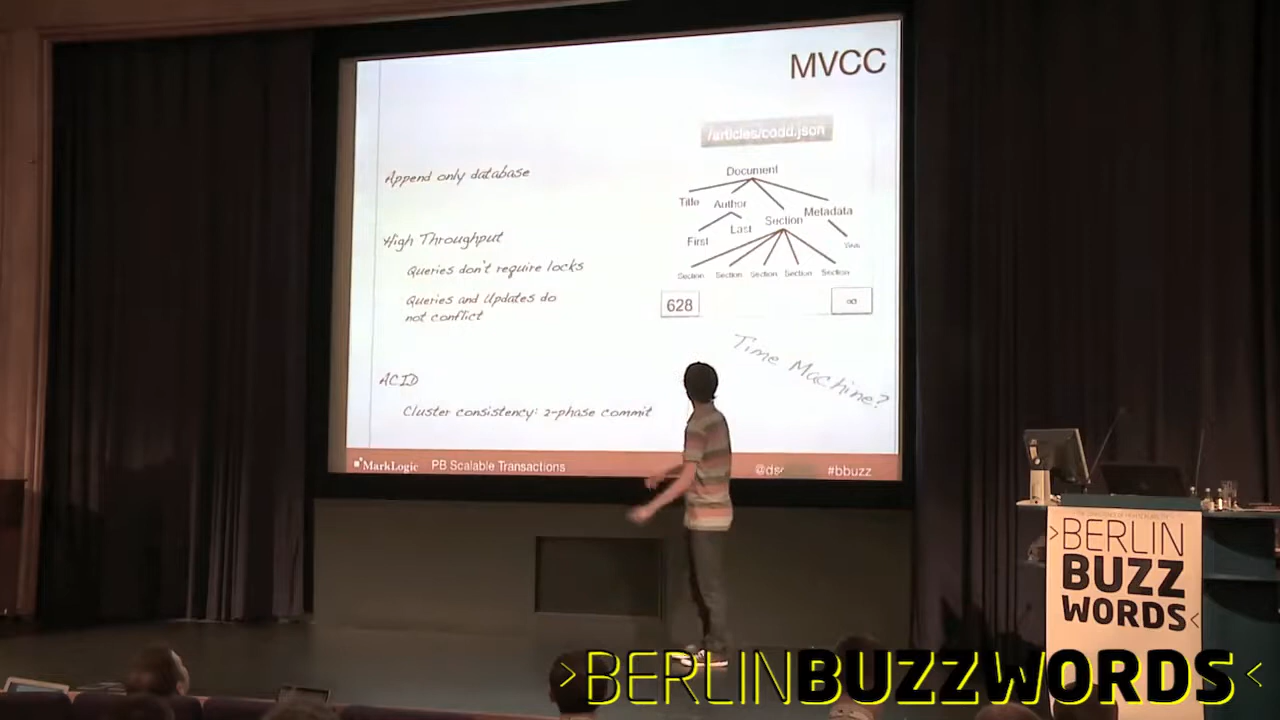 MVCC
/articles/codd.json
Append only database
High Throughput
Queries don't require locks
Queries and Updates do
not conflict
ACID
Cluster consistency: 2-phase commit
Document
Title
Author
Section
Metadata
First
Last
Section
Section
Section
Section
Section
628
∞
Time Machine?
MarkLogic
PB Scalable Transactions
#bbuzz
>BERLIN
BUZZ
WORDS<
>BERLINBUZZWORDS<